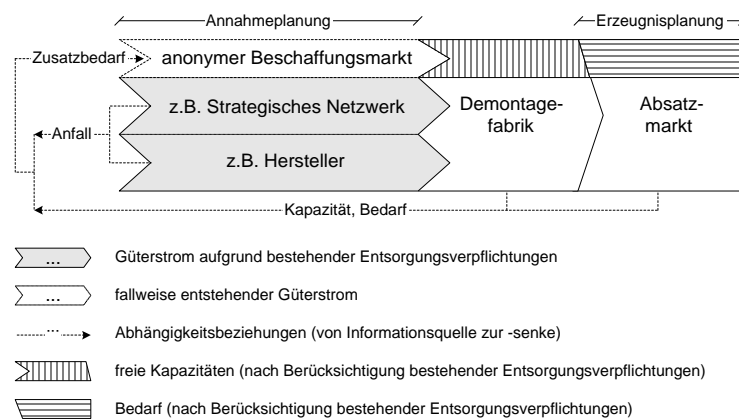 Annahmeplanung
Erzeugnisplanung
Zusatzbedarf
anonymer Beschaffungsmarkt
z.B. Strategisches Netzwerk
Demontage-
fabrik
Absatz-
markt
Anfall
z.B. Hersteller
Kapazität, Bedarf
... Güterstrom aufgrund bestehender Entsorgungsverpflichtungen
... fallweise entstehender Güterstrom
... Abhängigkeitsbeziehungen (von Informationsquelle zur -senke)
freie Kapazitäten (nach Berücksichtigung bestehender Entsorgungsverpflichtungen)
Bedarf (nach Berücksichtigung bestehender Entsorgungsverpflichtungen)